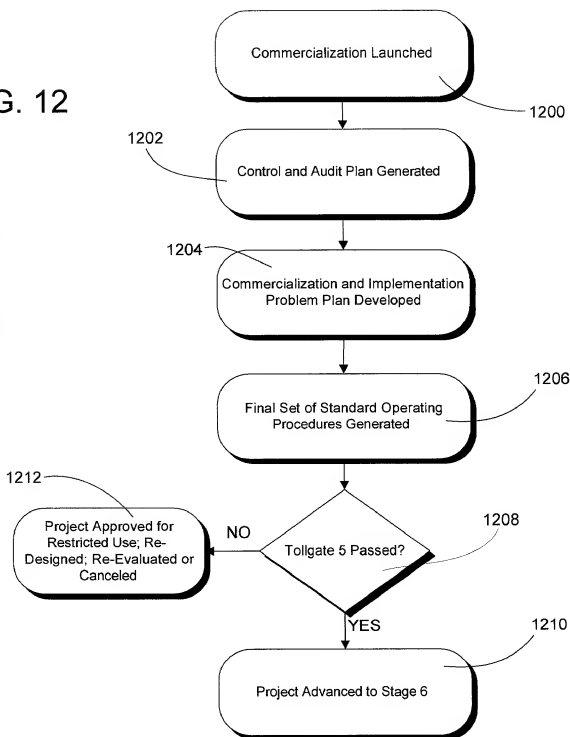 G. 12
Commercialization Launched
1200
1202
Control and Audit Plan Generated
1204
Commercialization and Implementation
Problem Plan Developed
1206
Final Set of Standard Operating
Procedures Generated
1212
Project Approved for
Restricted Use; Re-
Designed; Re-Evaluated or
Canceled
NO
Tollgate 5 Passed?
1208
YES
1210
Project Advanced to Stage 6